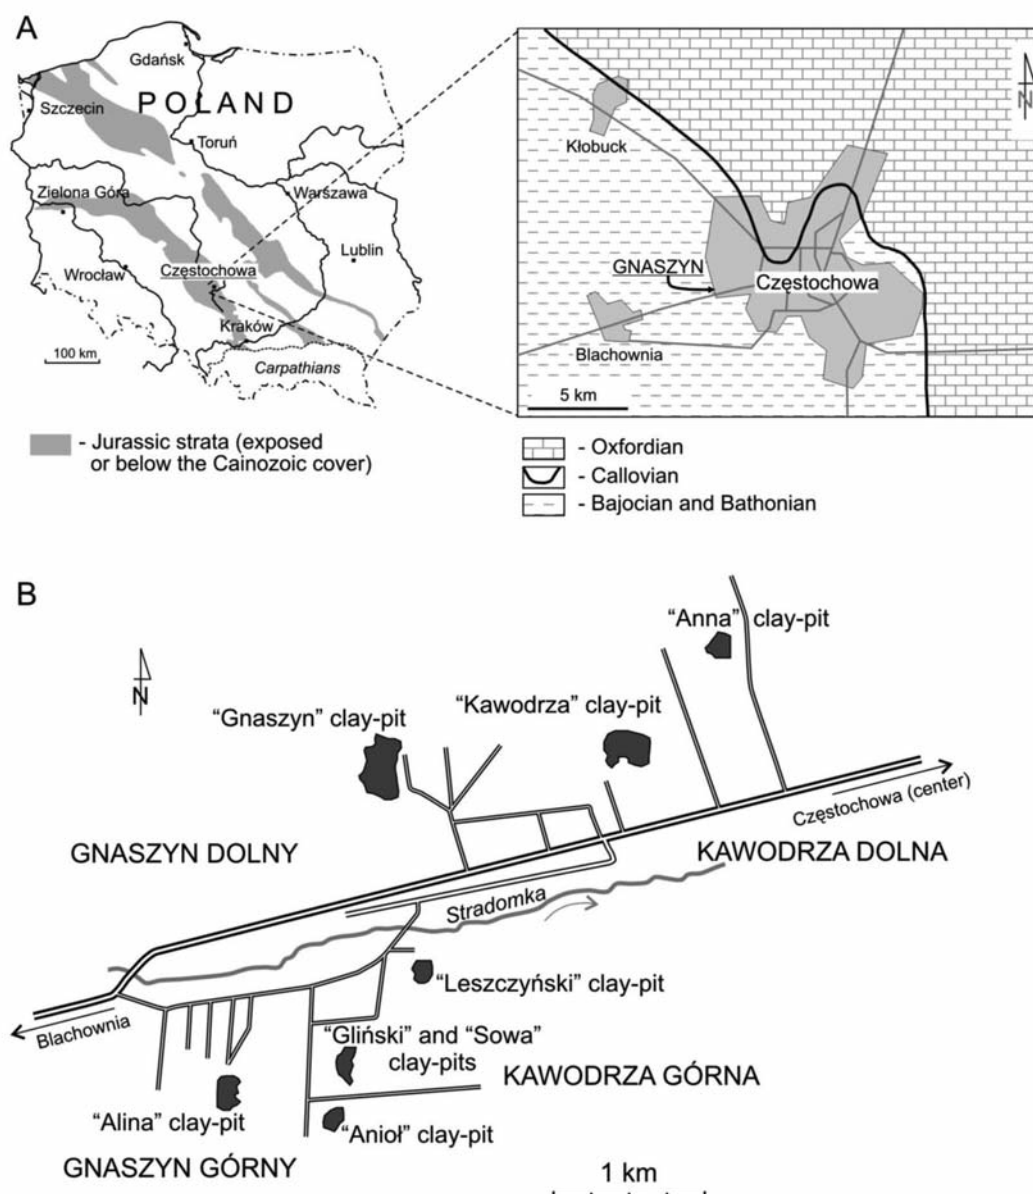 A
Gdańsk
POLAND
Szczecin
Toruń
Zielona Góra
Warszawa
Wrocław
Częstochowa
Lublin
Kraków
Carpathians
100 km
- Jurassic strata (exposed
or below the Cainozoic cover)
N
Kłobuck
GNASZYN
Częstochowa
Blachownia
5 km
- Oxfordian
- Callovian
- Bajocian and Bathonian
B
N
"Anna" clay-pit
"Gnaszyn" clay-pit
"Kawodrza" clay-pit
Częstochowa (center)
GNASZYN DOLNY
KAWODRZA DOLNA
Stradomka
"Leszczyński" clay-pit
Blachownia
"Gliński" and "Sowa"
clay-pits
KAWODRZA GÓRNA
"Alina" clay-pit
"Anioł" clay-pit
GNASZYN GÓRNY
1 km